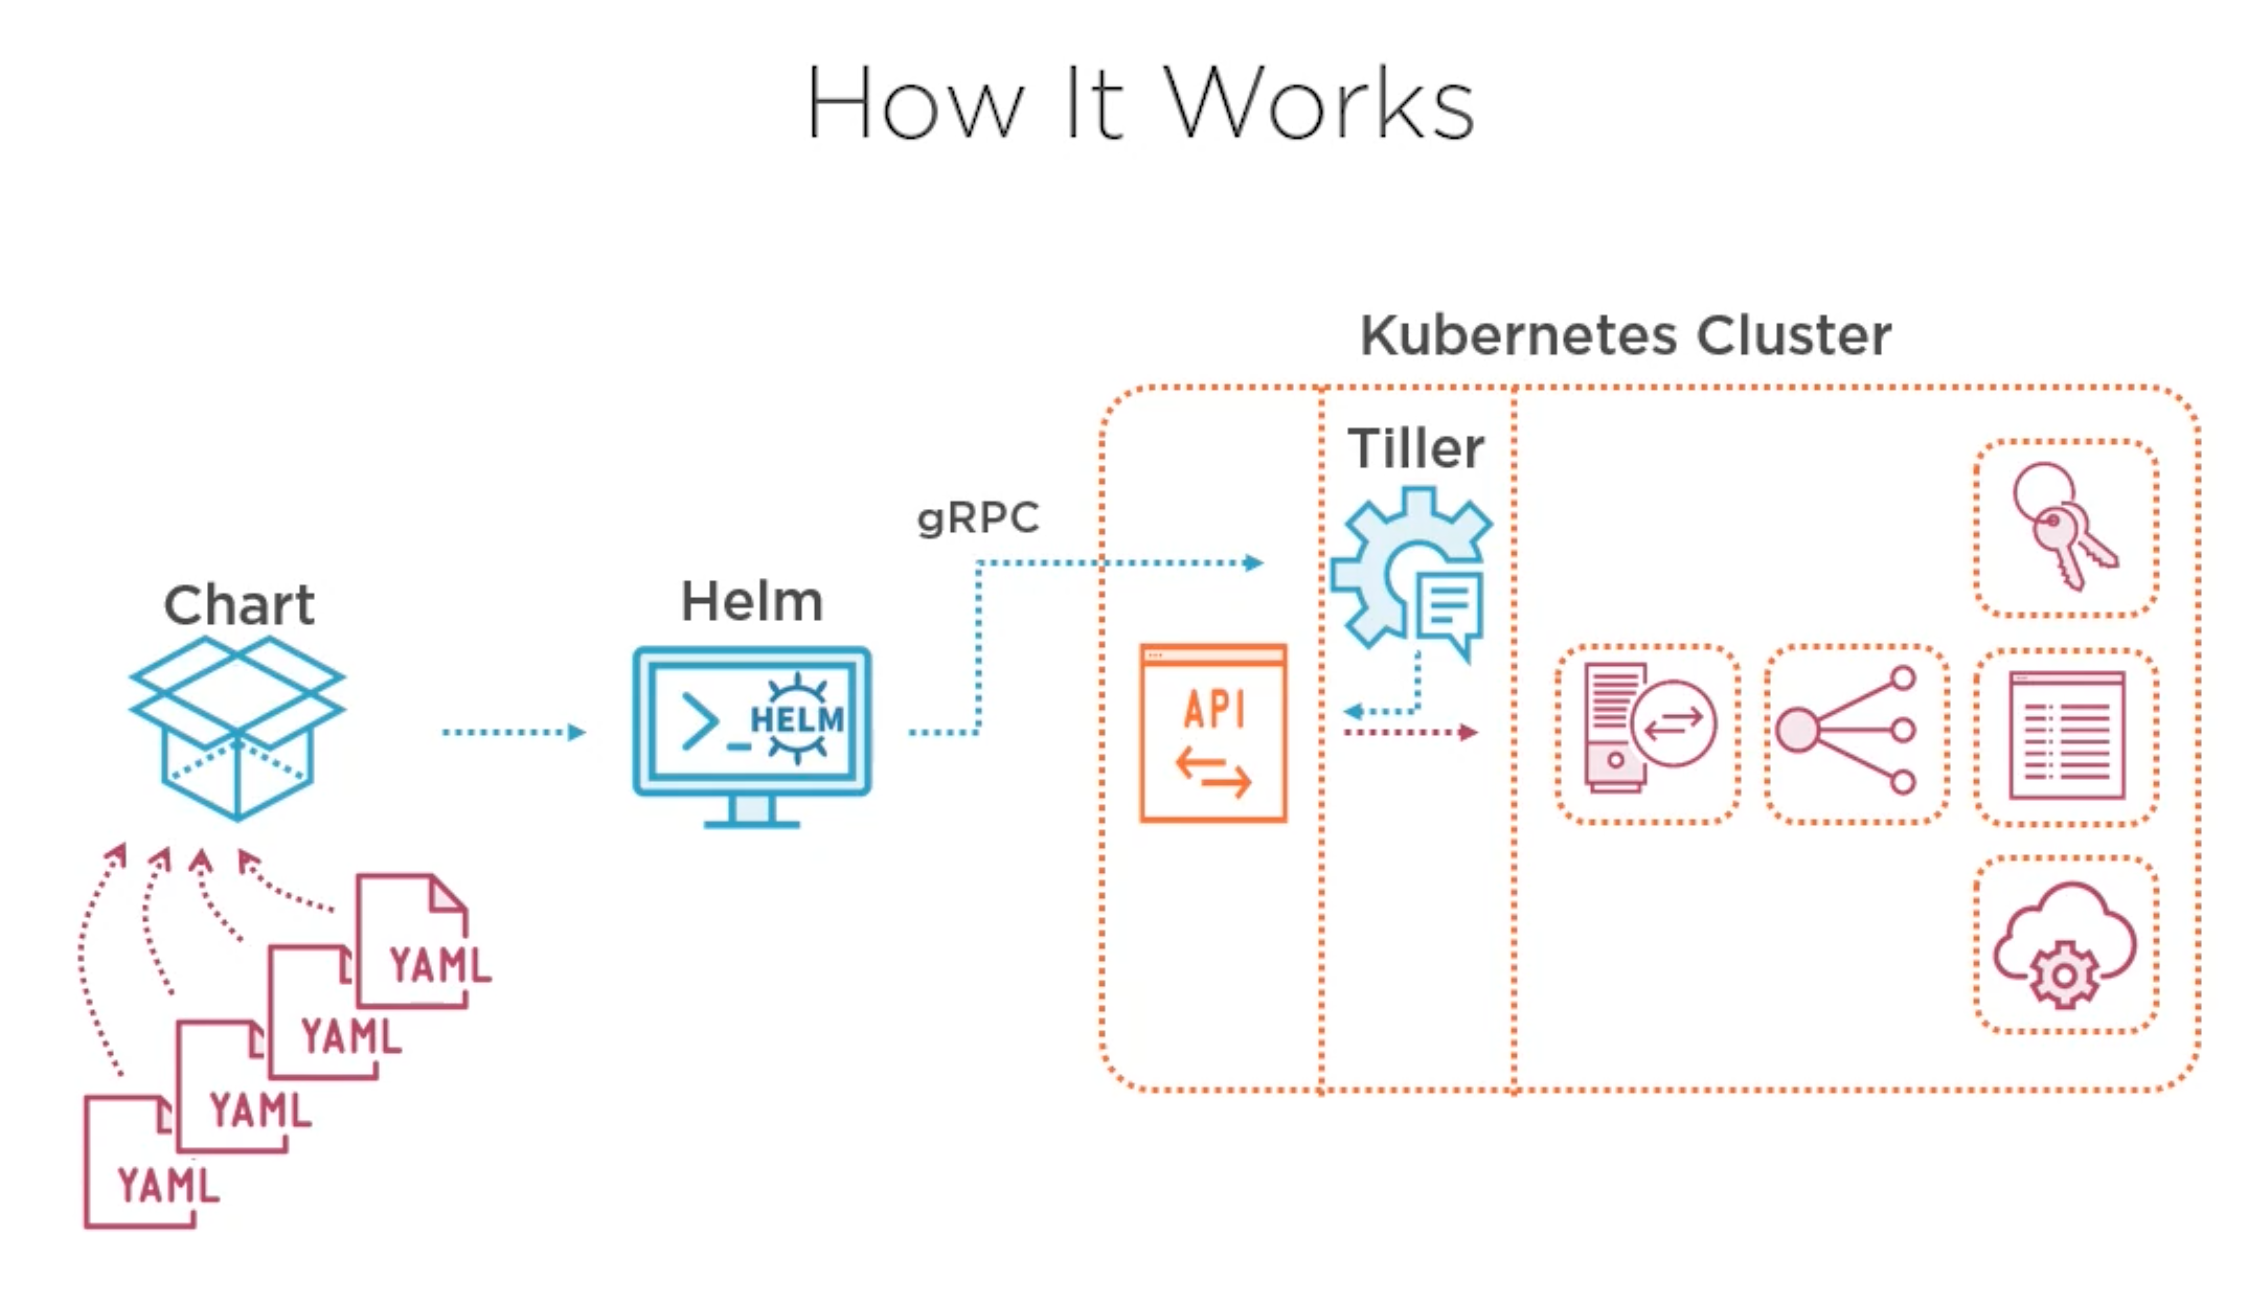 How It Works
Kubernetes Cluster
Tiller
gRPC
Chart
Helm
HELM
API
YAML
YAML
YAML
YAML